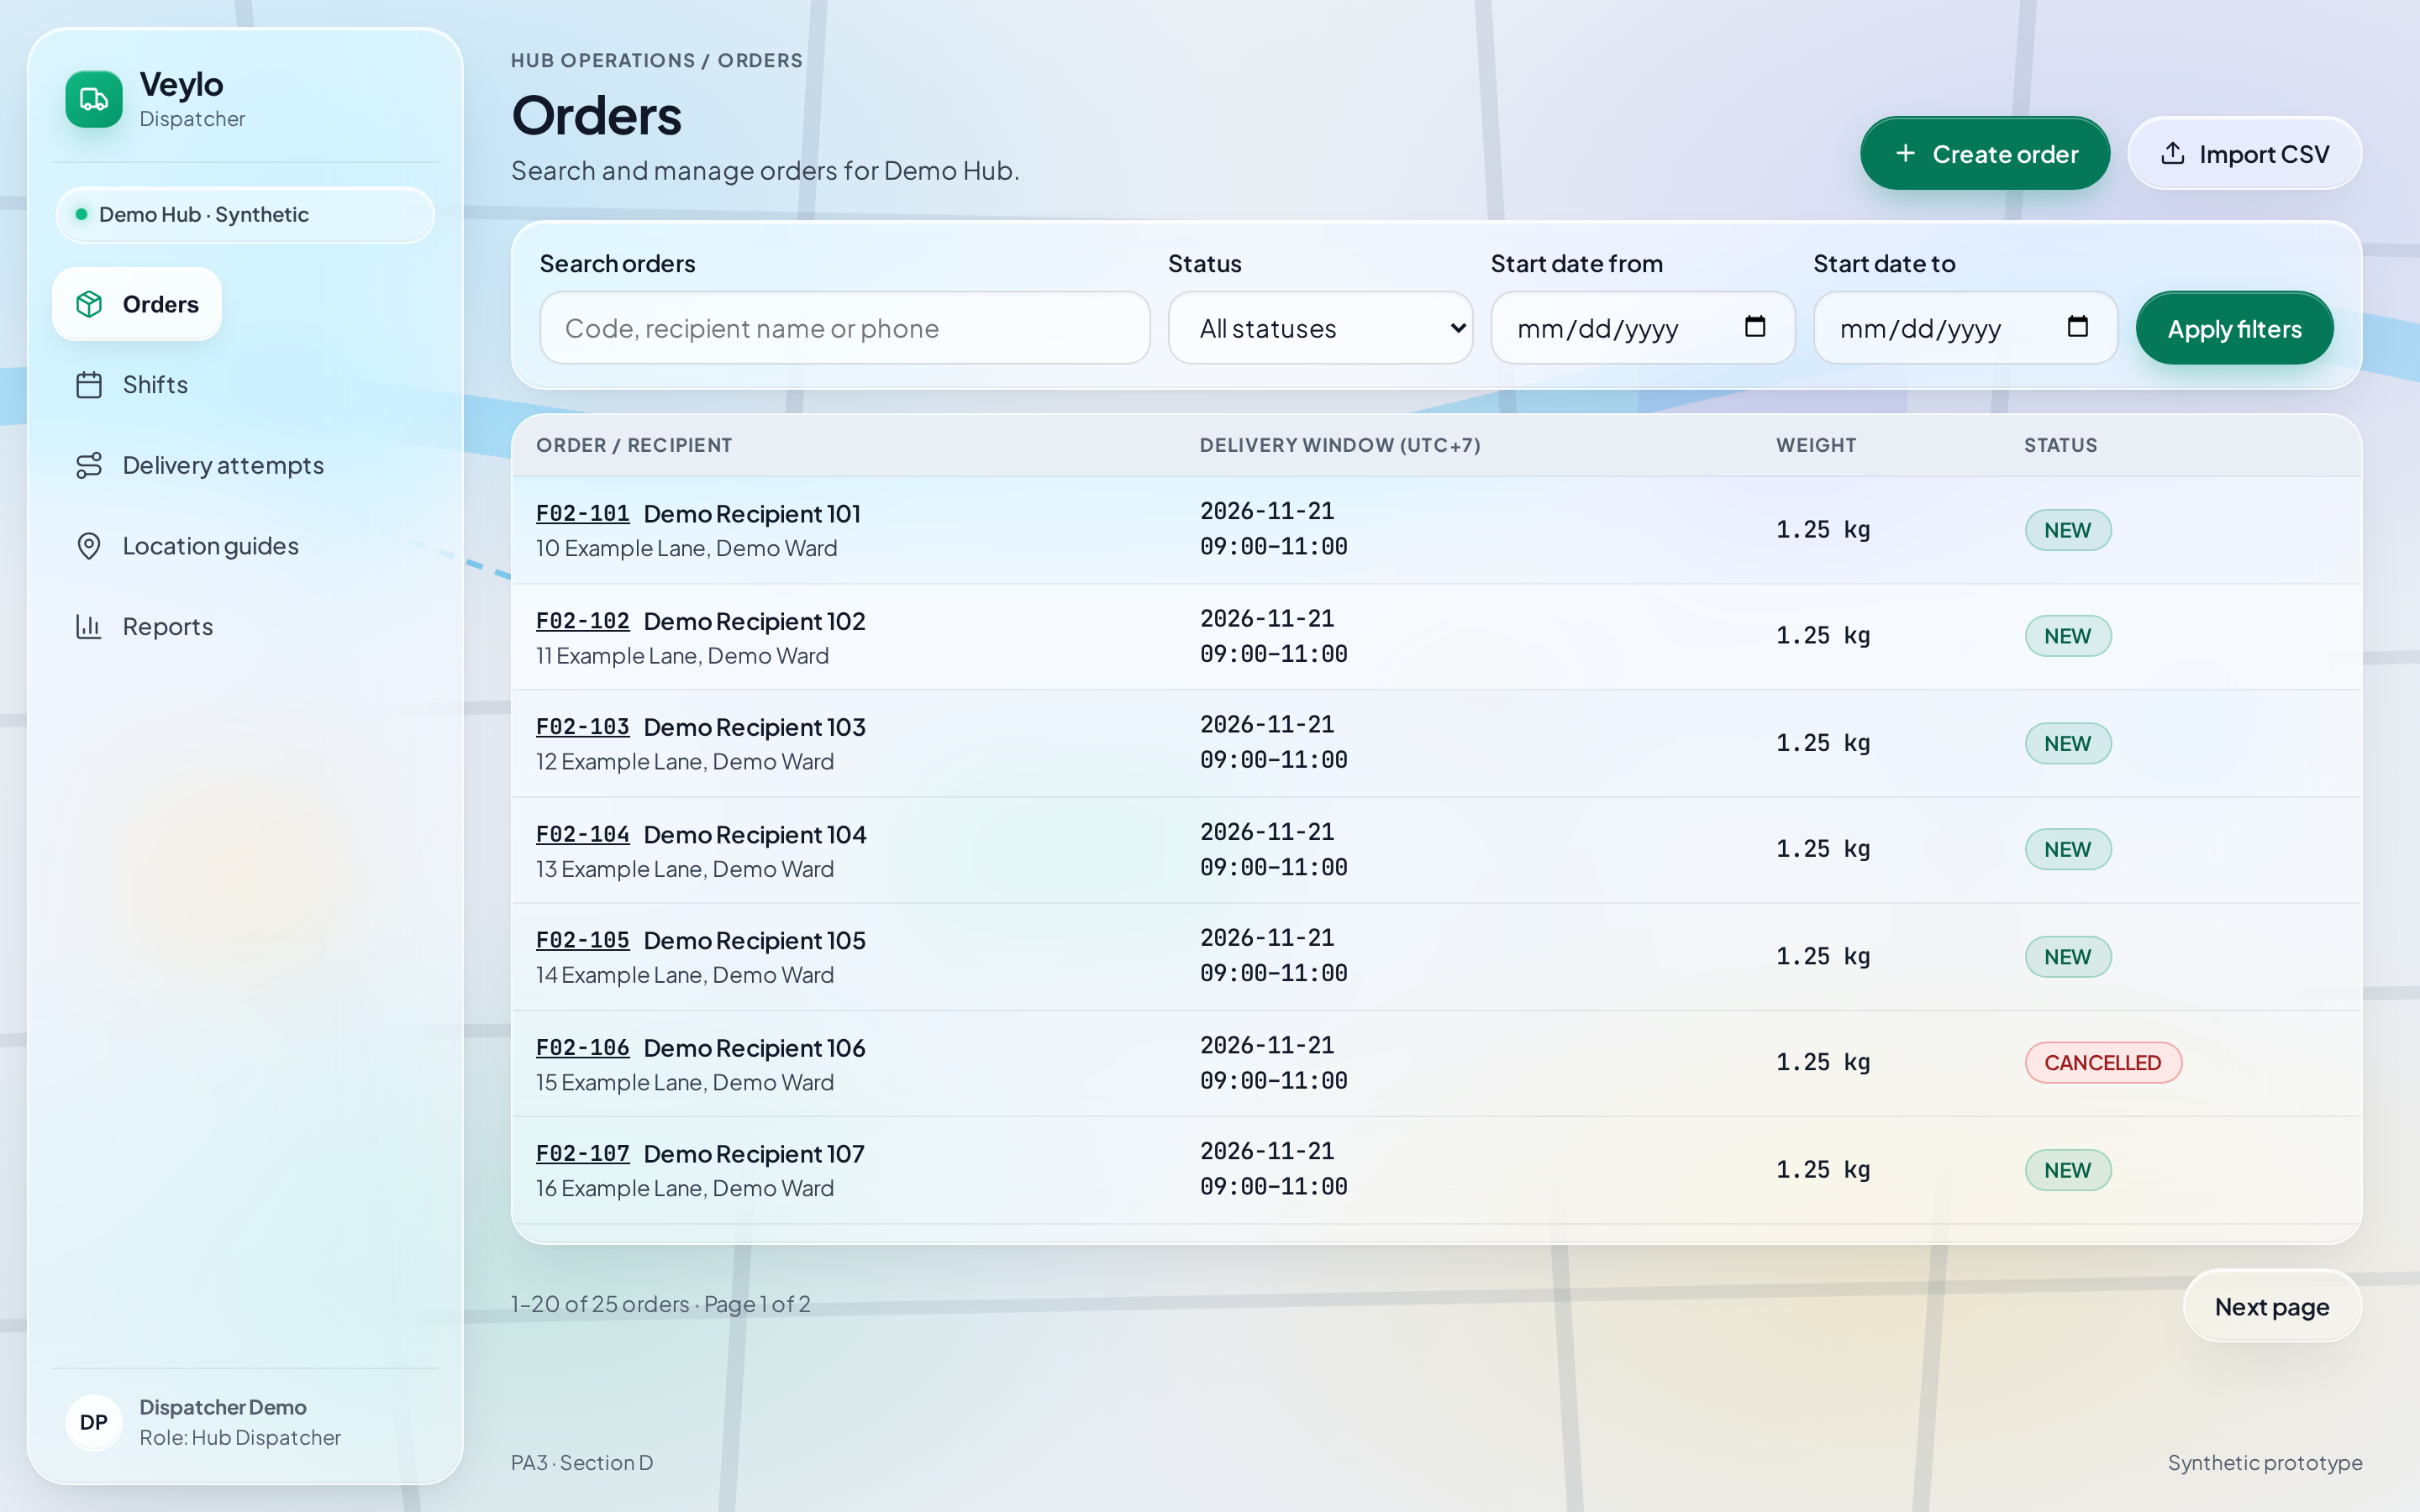 Veylo
Dispatcher
Demo Hub · Synthetic
Orders
Shifts
Delivery attempts
Location guides
Reports
DP
Dispatcher Demo
Role: Hub Dispatcher
HUB OPERATIONS / ORDERS
Orders
Search and manage orders for Demo Hub.
Create order
Import CSV
Search orders
Code, recipient name or phone
Status
All statuses
Start date from
mm/dd/yyyy
Start date to
mm/dd/yyyy
Apply filters
ORDER / RECIPIENT DELIVERY WINDOW (UTC+7) WEIGHT STATUS
F02-101 Demo Recipient 101
10 Example Lane, Demo Ward
2026-11-21
09:00–11:00
1.25 kg
NEW
F02-102 Demo Recipient 102
11 Example Lane, Demo Ward
2026-11-21
09:00–11:00
1.25 kg
NEW
F02-103 Demo Recipient 103
12 Example Lane, Demo Ward
2026-11-21
09:00–11:00
1.25 kg
NEW
F02-104 Demo Recipient 104
13 Example Lane, Demo Ward
2026-11-21
09:00–11:00
1.25 kg
NEW
F02-105 Demo Recipient 105
14 Example Lane, Demo Ward
2026-11-21
09:00–11:00
1.25 kg
NEW
F02-106 Demo Recipient 106
15 Example Lane, Demo Ward
2026-11-21
09:00–11:00
1.25 kg
CANCELLED
F02-107 Demo Recipient 107
16 Example Lane, Demo Ward
2026-11-21
09:00–11:00
1.25 kg
NEW
1–20 of 25 orders · Page 1 of 2
Next page
PA3 · Section D
Synthetic prototype